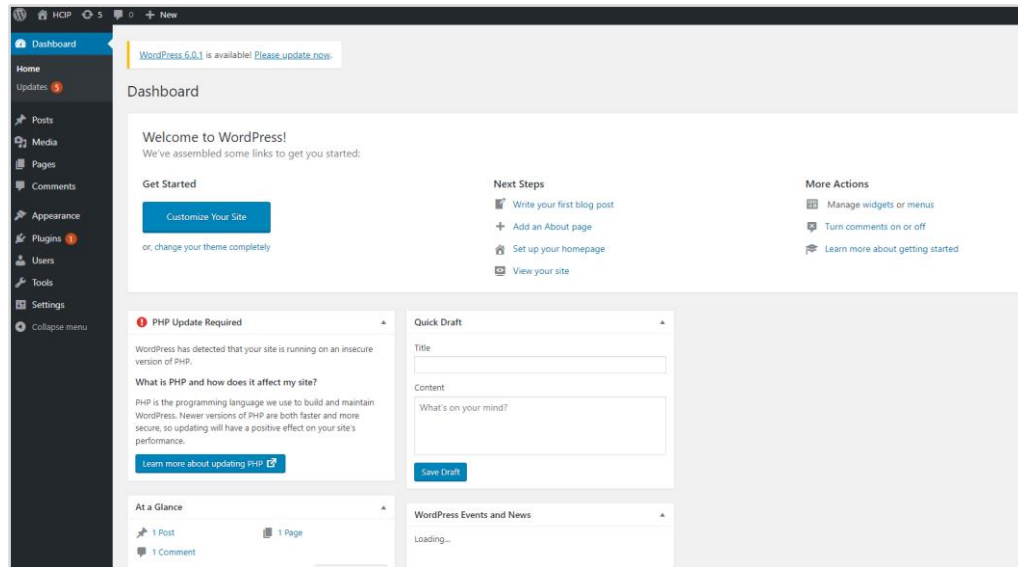 HCIP 5 0 + New
Dashboard
Home
Updates 5
Posts
Media
Pages
Comments
Appearance
Plugins 1
Users
Tools
Settings
Collapse menu
WordPress 6.0.1 is available! Please update now.
Dashboard
Welcome to WordPress!
We've assembled some links to get you started:
Get Started
Customize Your Site
or, change your theme completely
Next Steps
Write your first blog post
Add an About page
Set up your homepage
View your site
More Actions
Manage widgets or menus
Turn comments on or off
Learn more about getting started
PHP Update Required
WordPress has detected that your site is running on an insecure
version of PHP.
What is PHP and how does it affect my site?
PHP is the programming language we use to build and maintain
WordPress. Newer versions of PHP are both faster and more
secure, so updating will have a positive effect on your site's
performance.
Learn more about updating PHP
At a Glance
1 Post
1 Page
1 Comment
Quick Draft
Title
Content
What's on your mind?
Save Draft
WordPress Events and News
Loading...